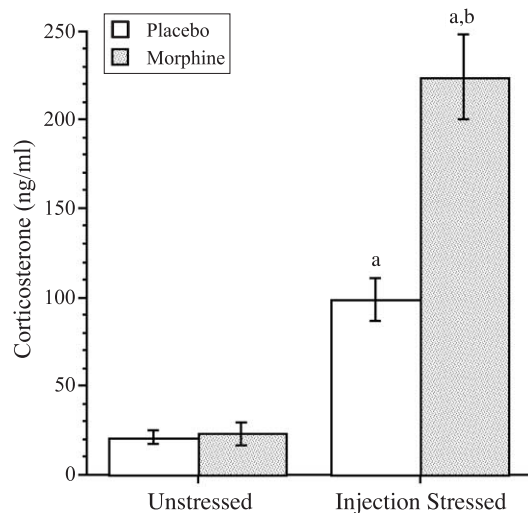 a,b
250
Placebo
Morphine
200
150
a
100
50
0
Corticosterone (ng/ml)
Unstressed
Injection Stressed